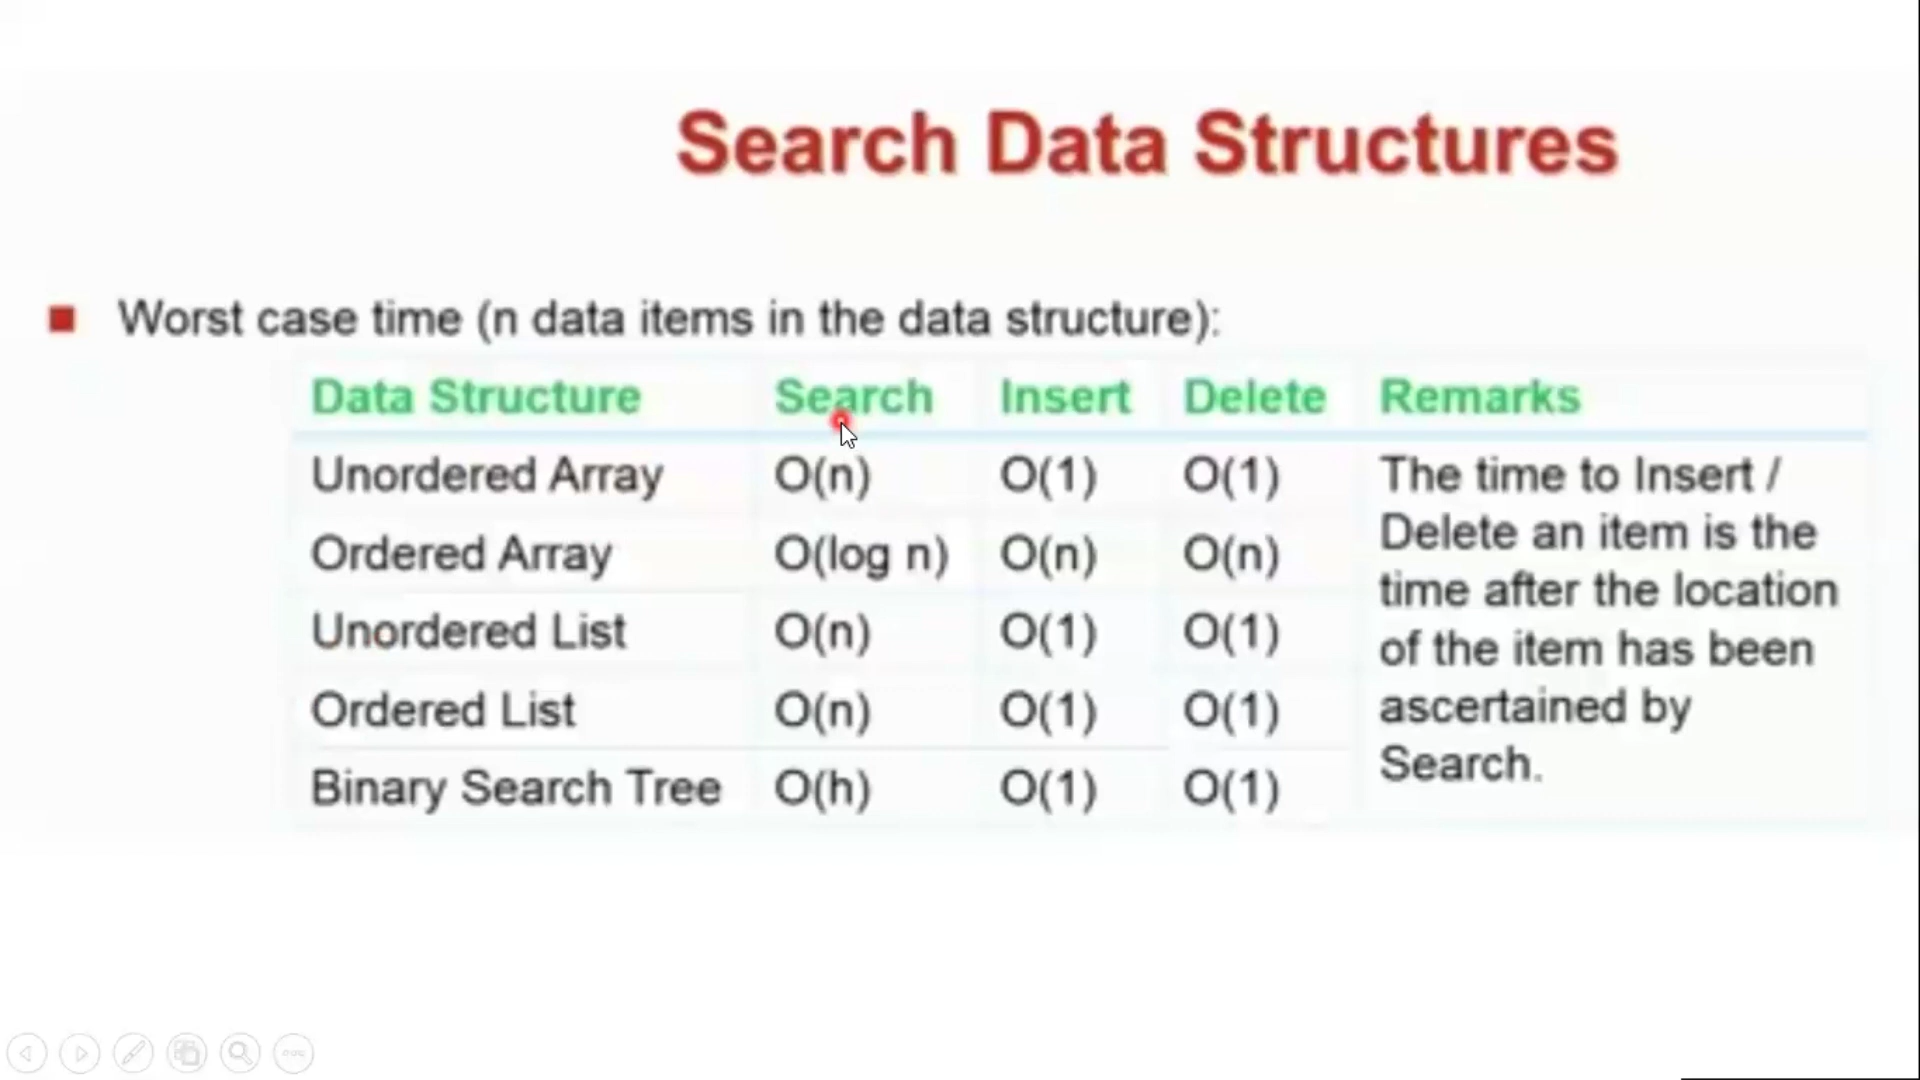 Search Data Structures
Worst case time (n data items in the data structure):
Data Structure Search Insert Delete Remarks
Unordered Array O(n) O(1) O(1) The time to Insert /
Delete an item is the
Ordered Array O(log n) O(n) O(n)
time after the location
Unordered List O(n) O(1) O(1)
of the item has been
Ordered List O(n) O(1) O(1)
ascertained by
Search.
Binary Search Tree O(h) O(1) O(1)